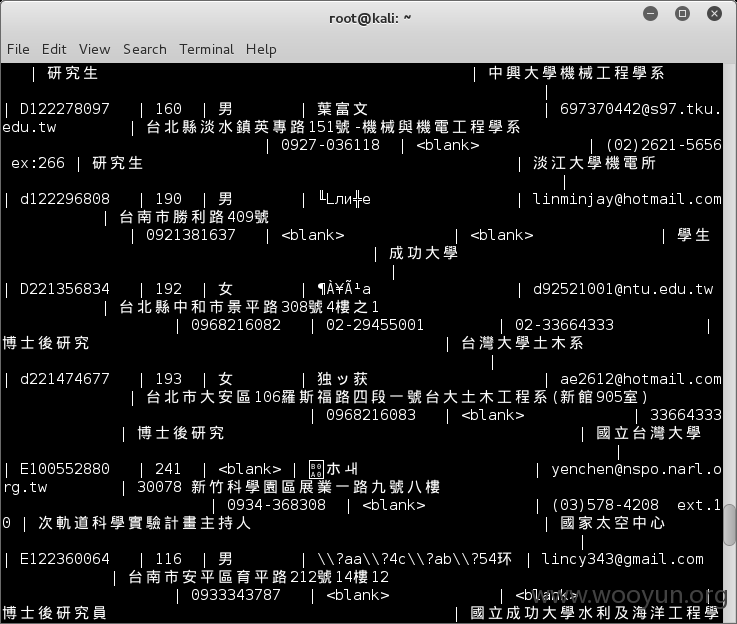 | 研究生 | 中興大學機械工程學系
|
| D122278097 | 160 | 男 | 葉富文 | 697370442@s97.tku.
edu.tw | 台北縣淡水鎮英專路151號-機械與機電工程學系
| 0927-036118 | <blank> | (02)2621-5656
ex:266 | 研究生 | 淡江大學機電所
|
| d122296808 | 190 | 男 | ╙Lли╬e | linminjay@hotmail.com
| 台南市勝利路409號
| 0921381637 | <blank> | <blank> | 學生
| 成功大學
|
| D221356834 | 192 | 女 | ¶À¥Ã¹a | d92521001@ntu.edu.tw
| 台北縣中和市景平路308號4樓之1
| 0968216082 | 02-29455001 | 02-33664333 |
博士後研究 | 台灣大學土木系
|
| d221474677 | 193 | 女 | 独ッ获 | ae2612@hotmail.com
| 台北市大安區106羅斯福路四段一號台大土木工程系(新館905室)
| 0968216083 | <blank> | 33664333
| 博士後研究 | 國立台灣大學
|
| E100552880 | 241 | <blank> | | yenchen@nspo.narl.o
rg.tw | 30078 新竹科學園區展業一路九號八樓
| 0934-368308 | <blank> | (03)578-4208 ext.1
0 | 次軌道科學實驗計畫主持人 | 國家太空中心
|
| E122360064 | 116 | 男 | \\?aa\\?4c\\?ab\\?54环 | lincy343@gmail.com
| 台南市安平區育平路212號14樓12
| 0933343787 | <blank> | <blank> |
博士後研究員 | 國立成功大學水利及海洋工程學
root@kali: ~
File Edit View Search Terminal Help
www.wooyun.org